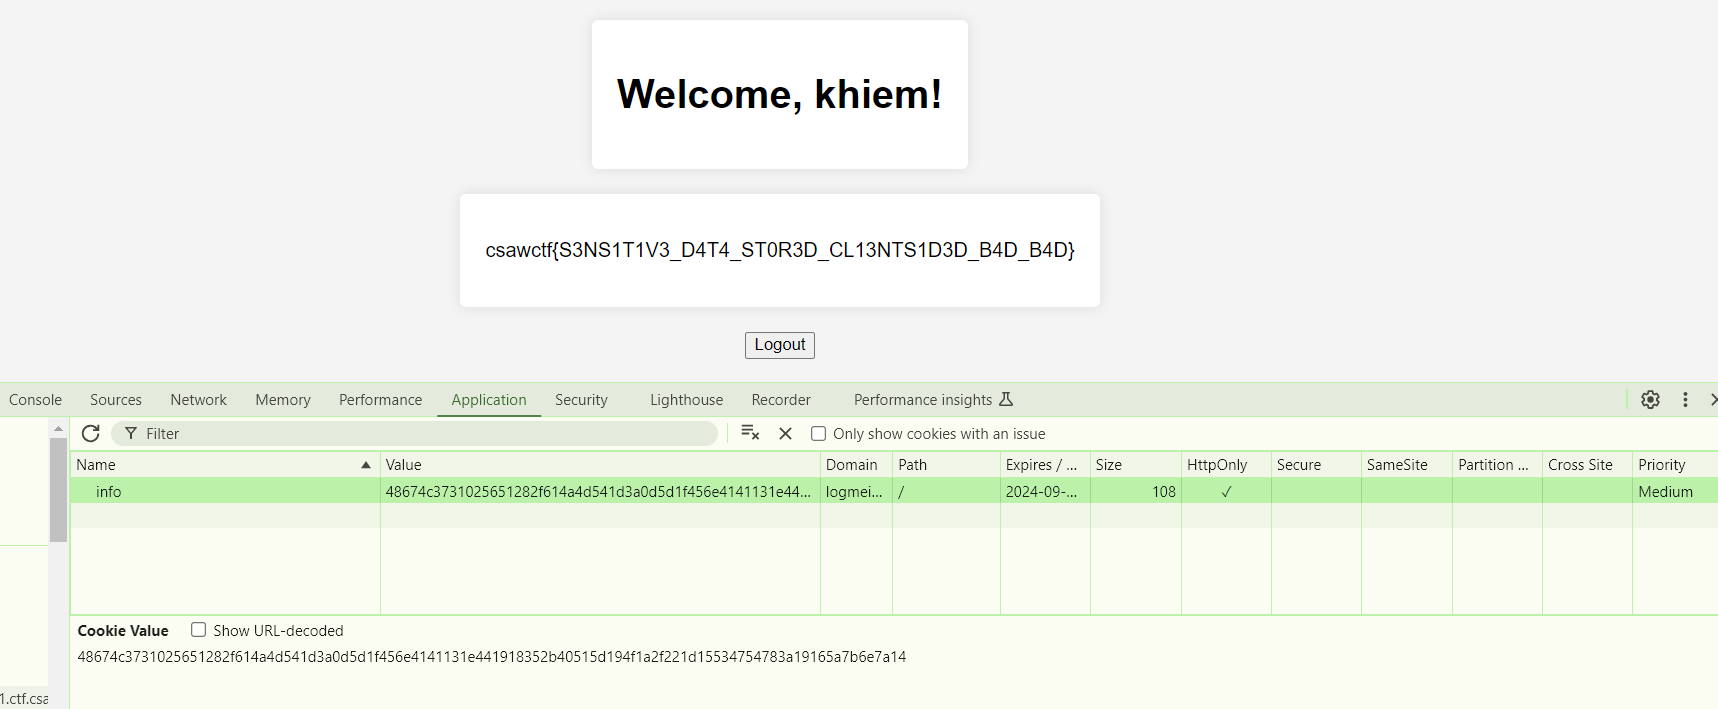 Welcome, khiem!
csawctf{S3NS1T1V3_D4T4_ST0R3D_CL13NTS1D3D_B4D_B4D}
Logout
Console Sources Network Memory Performance Application Security Lighthouse Recorder Performance insights
Filter Only show cookies with an issue
Name Value Domain Path Expires / ... Size HttpOnly Secure SameSite Partition ... Cross Site Priority
info 48674c3731025651282f614a4d541d3a0d5d1f456e4141131e44... logmei... / 2024-09-... 108 ✓ Medium
Cookie Value Show URL-decoded
48674c3731025651282f614a4d541d3a0d5d1f456e4141131e441918352b40515d194f1a2f221d15534754783a19165a7b6e7a14
1.ctf.csa